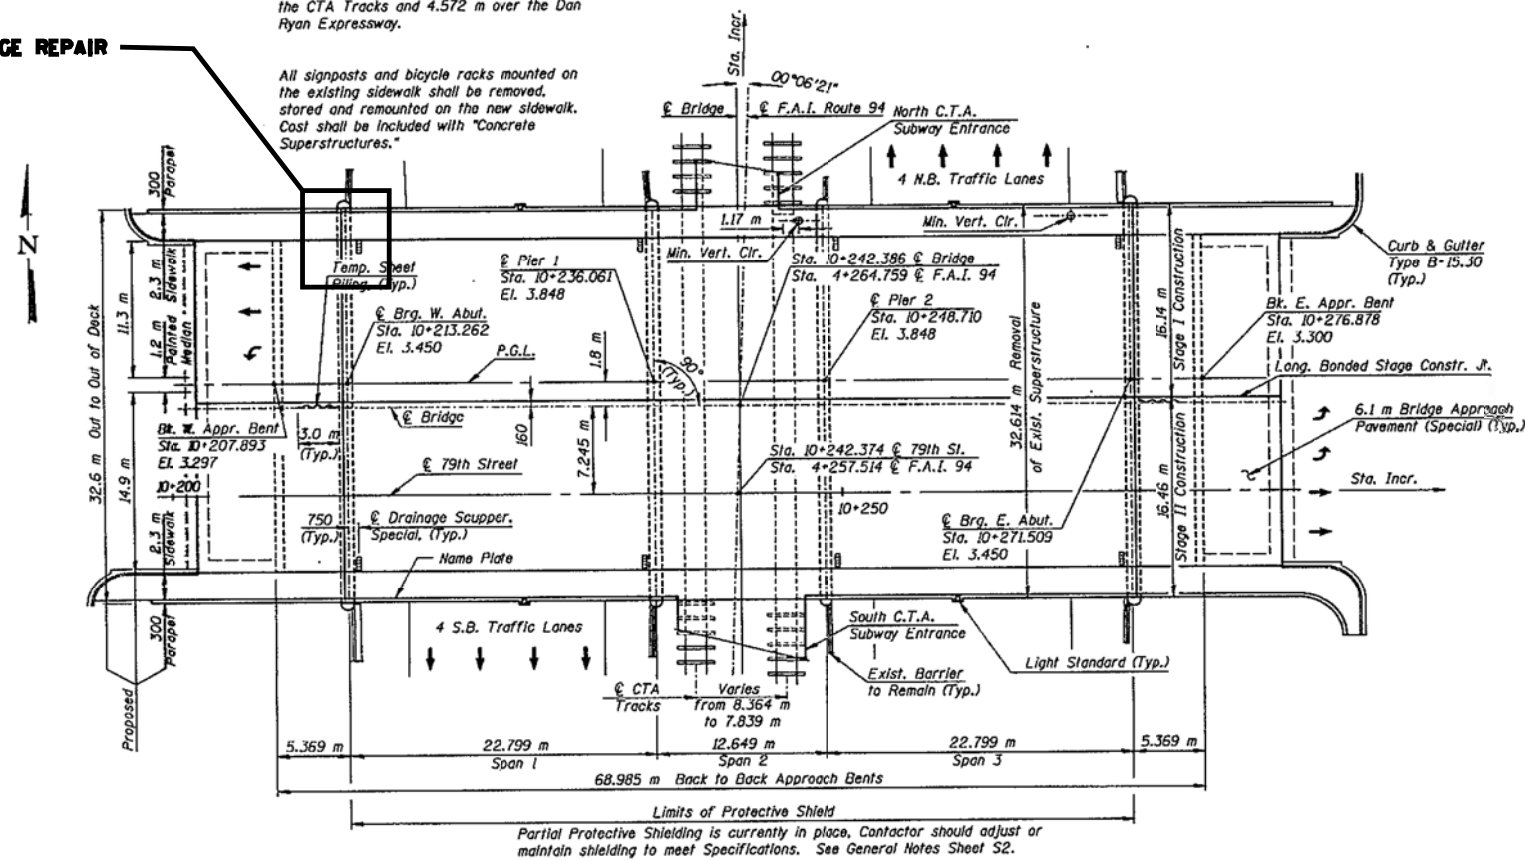 the CTA Tracks and 4.572 m over the Dan
Ryan Expressway.
GE REPAIR
All signposts and bicycle racks mounted on
the existing sidewalk shall be removed,
stored and remounted on the new sidewalk.
Cost shall be included with "Concrete
Superstructures."
Sta. Incr.
00°06'21"
℄ Bridge
℄ F.A.I. Route 94
North C.T.A.
Subway Entrance
4 N.B. Traffic Lanes
300
Parapet
N
1.17 m
Min. Vert. Clr.
Min. Vert. Clr.
Curb & Gutter
Type B-15.30
(Typ.)
Temp. Sheet
Piling, (Typ.)
℄ Pier 1
Sta. 10+236.061
El. 3.848
Sta. 10+242.386 ℄ Bridge
Sta. 4+264.759 ℄ F.A.I. 94
℄ Pier 2
Sta. 10+248.710
El. 3.848
Bk. E. Appr. Bent
Sta. 10+276.878
El. 3.300
℄ Brg. W. Abut.
Sta. 10+213.262
El. 3.450
P.G.L.
1.8 m
90°
(Typ.)
32.6 m Out to Out of Deck
11.3 m
2.3 m
Sidewalk
1.2 m
Painted
Median
32.614 m Removal
of Exist. Superstructure
16.14 m
Stage I Construction
Long. Bonded Stage Constr. Jt.
℄ Bridge
160
7.245 m
Bk. W. Appr. Bent
Sta. 10+207.893
El. 3.297
10+200
3.0 m
(Typ.)
14.9 m
6.1 m Bridge Approach
Pavement (Special) (Typ.)
℄ 79th Street
Sta. 10+242.374 ℄ 79th St.
Sta. 4+257.514 ℄ F.A.I. 94
Sta. Incr.
10+250
16.46 m
Stage II Construction
750
(Typ.)
℄ Drainage Scupper,
Special, (Typ.)
Name Plate
℄ Brg. E. Abut.
Sta. 10+271.509
El. 3.450
2.3 m
Sidewalk
300
Parapet
Proposed
4 S.B. Traffic Lanes
South C.T.A.
Subway Entrance
Exist. Barrier
to Remain (Typ.)
Light Standard (Typ.)
℄ CTA
Tracks
Varies
from 8.364 m
to 7.839 m
5.369 m
22.799 m
12.649 m
22.799 m
5.369 m
Span 1
Span 2
Span 3
68.985 m Back to Back Approach Bents
Limits of Protective Shield
Partial Protective Shielding is currently in place, Contactor should adjust or
maintain shielding to meet Specifications. See General Notes Sheet S2.